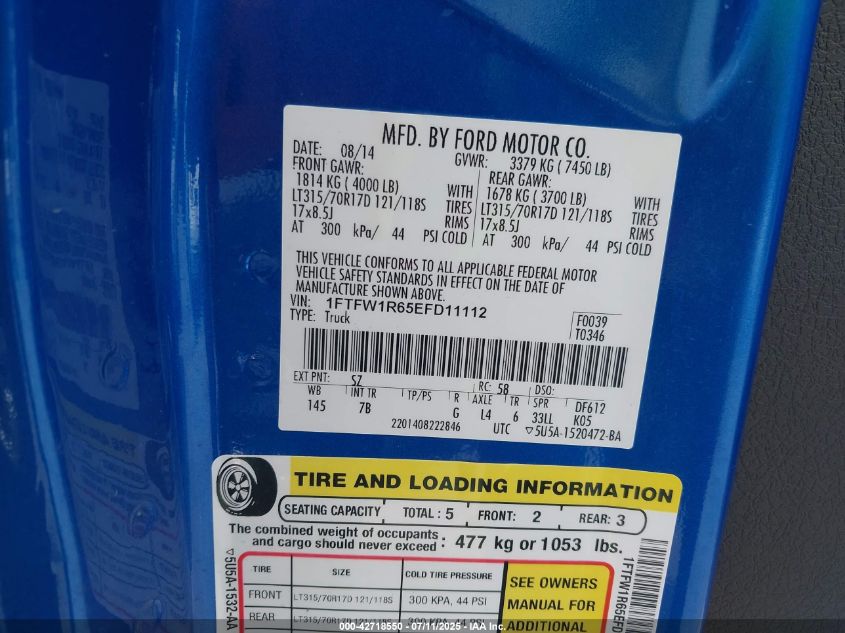 MFD. BY FORD MOTOR CO.
DATE: 08/14 GVWR: 3379 KG ( 7450 LB)
FRONT GAWR: REAR GAWR:
1814 KG ( 4000 LB) WITH 1678 KG ( 3700 LB) WITH
LT315/70R17D 121/118S TIRES LT315/70R17D 121/118S TIRES
17x8.5J RIMS 17x8.5J RIMS
AT 300 kPa/ 44 PSI COLD AT 300 kPa/ 44 PSI COLD
THIS VEHICLE CONFORMS TO ALL APPLICABLE FEDERAL MOTOR
VEHICLE SAFETY STANDARDS IN EFFECT ON THE DATE OF
MANUFACTURE SHOWN ABOVE.
VIN: 1FTFW1R65EFD11112 F0039
TYPE: Truck T0346
EXT PNT: SZ RC: 58 DSO:
WB INT TR TP/PS R AXLE TR SPR DF612
145 7B G L4 6 33LL K05
2201408222846 UTC ▽5U5A-1520472-BA
TIRE AND LOADING INFORMATION
SEATING CAPACITY TOTAL : 5 FRONT: 2 REAR: 3
The combined weight of occupants
and cargo should never exceed : 477 kg or 1053 lbs.
TIRE SIZE COLD TIRE PRESSURE
FRONT LT315/70R17D 121/118S 300 KPA, 44 PSI
REAR LT315/70R17D 121/118S 300 KPA, 44 PSI
SEE OWNERS
MANUAL FOR
ADDITIONAL
▽5U5A-1532-AA
1FTFW1R65EFD
000-42718550 - 07/11/2025 - IAA Inc.